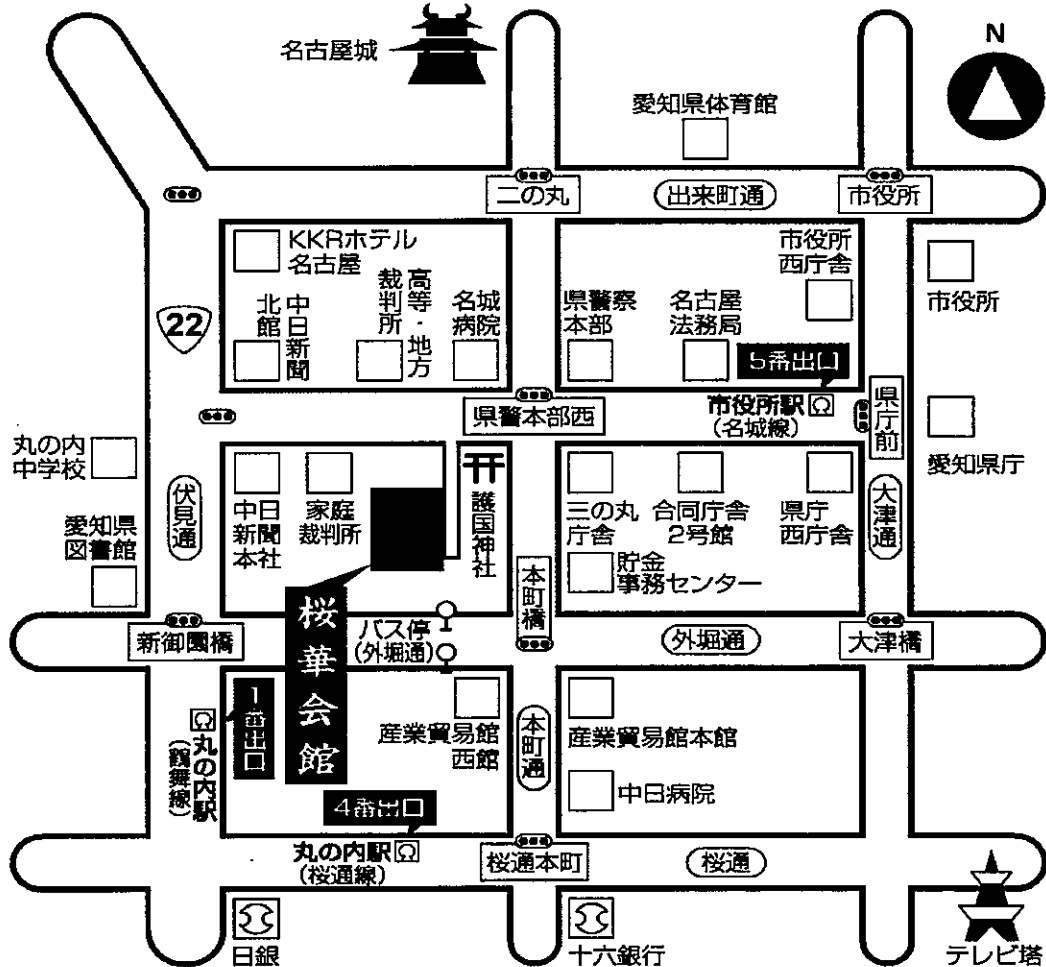 名古屋城
N
愛知県体育館
二の丸
出来町通
市役所
KKRホテル
名古屋
中日新聞
北館
高等・地方
裁判所
名城
病院
県警察
本部
名古屋
法務局
市役所
西庁舎
市役所
22
5番出口
市役所駅
(名城線)
県警本部西
県庁前
愛知県庁
丸の内
中学校
伏見通
愛知県
図書館
中日
新聞
本社
家庭
裁判所
護国神社
三の丸
庁舎
合同庁舎
2号館
県庁
西庁舎
大津通
貯金
事務センター
本町橋
新御園橋
桜華会館
バス停
(外堀通)
外堀通
大津橋
1番出口
丸の内駅
(鶴舞線)
産業貿易館
西館
本町通
産業貿易館本館
中日病院
4番出口
丸の内駅
(桜通線)
桜通本町
桜通
日銀
十六銀行
テレビ塔